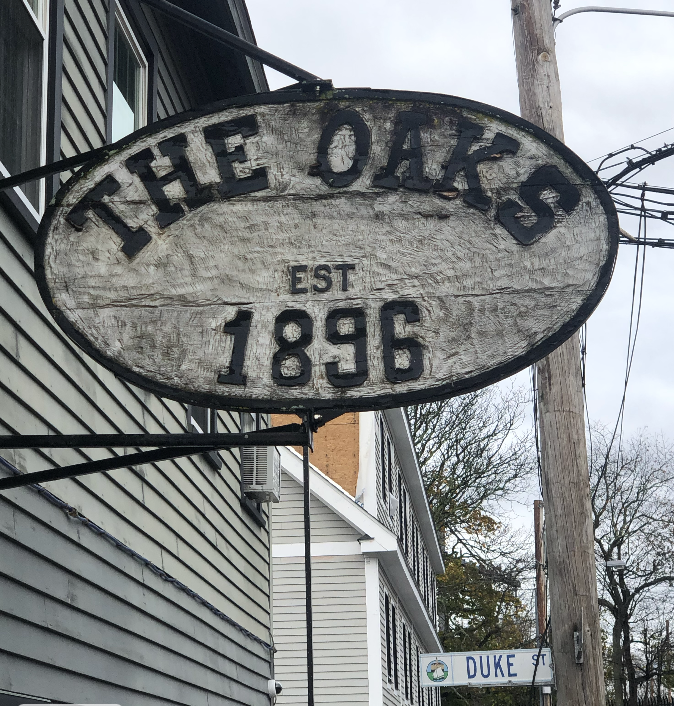 THE OAKS
EST
1896
DUKE ST